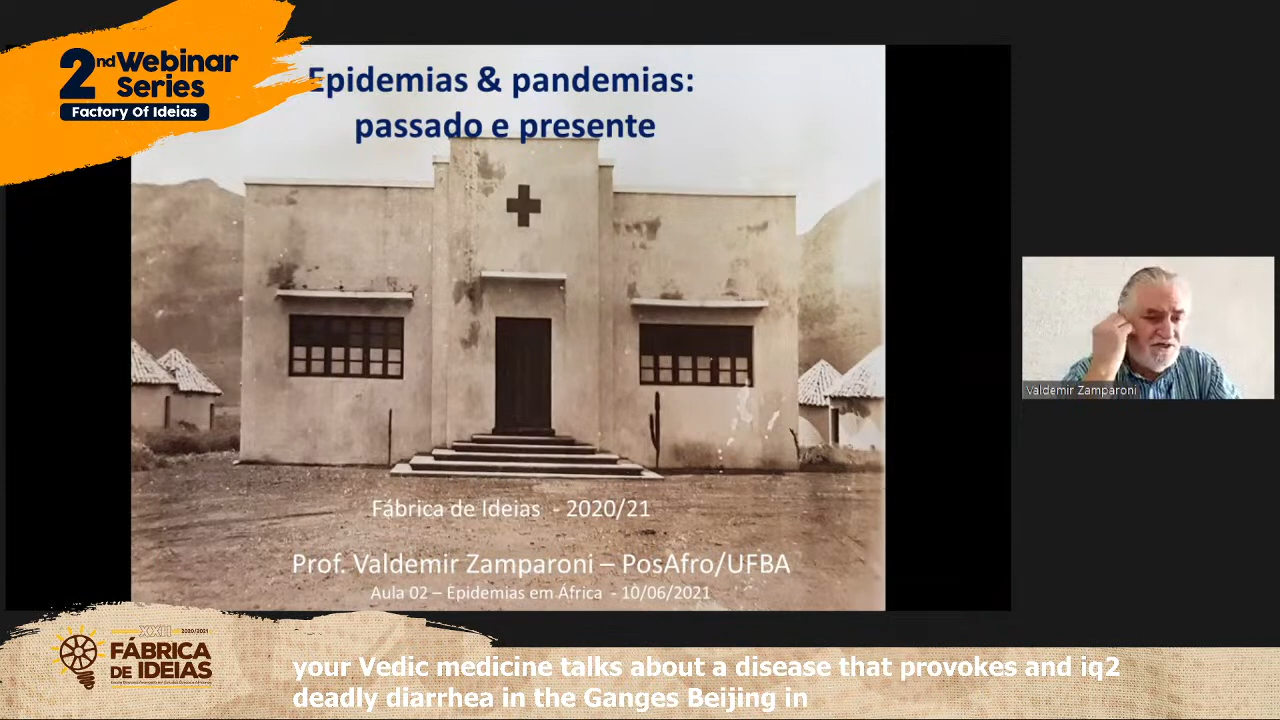 2nd Webinar
Series
Factory Of Ideias
Epidemias & pandemias:
passado e presente
Fábrica de Ideias - 2020/21
Prof. Valdemir Zamparoni – PosAfro/UFBA
Aula 02 – Epidemias em África - 10/06/2021
Valdemir Zamparoni
XXII 2020/2021
FÁBRICA
DE IDEIAS
your Vedic medicine talks about a disease that provokes and iq2
deadly diarrhea in the Ganges Beijing in